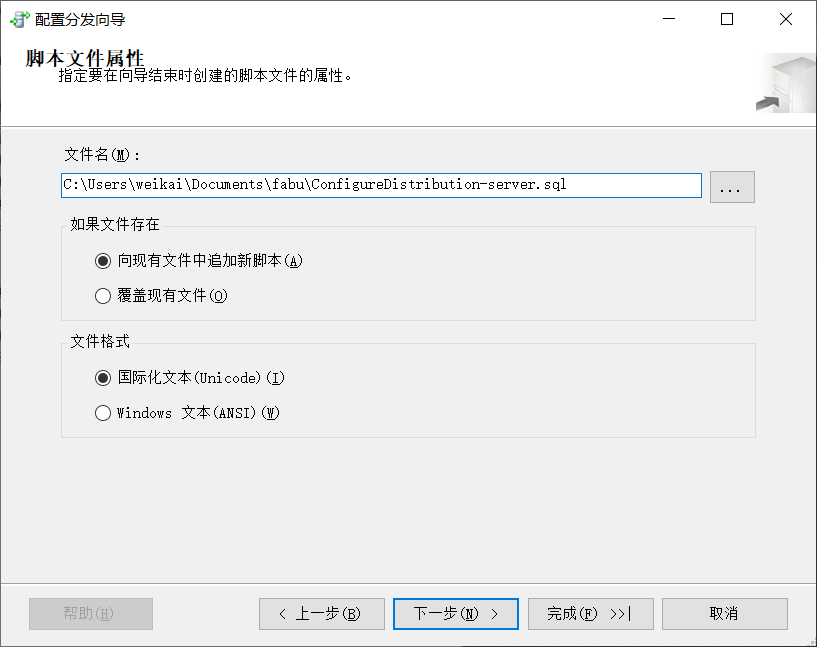 配置分发向导
脚本文件属性
指定要在向导结束时创建的脚本文件的属性。
文件名(M)：
C:\Users\weikai\Documents\fabu\ConfigureDistribution-server.sql
...
如果文件存在
向现有文件中追加新脚本(A)
覆盖现有文件(O)
文件格式
国际化文本(Unicode)(I)
Windows 文本(ANSI)(W)
帮助(H)
< 上一步(B)
下一步(N) >
完成(F) >>|
取消